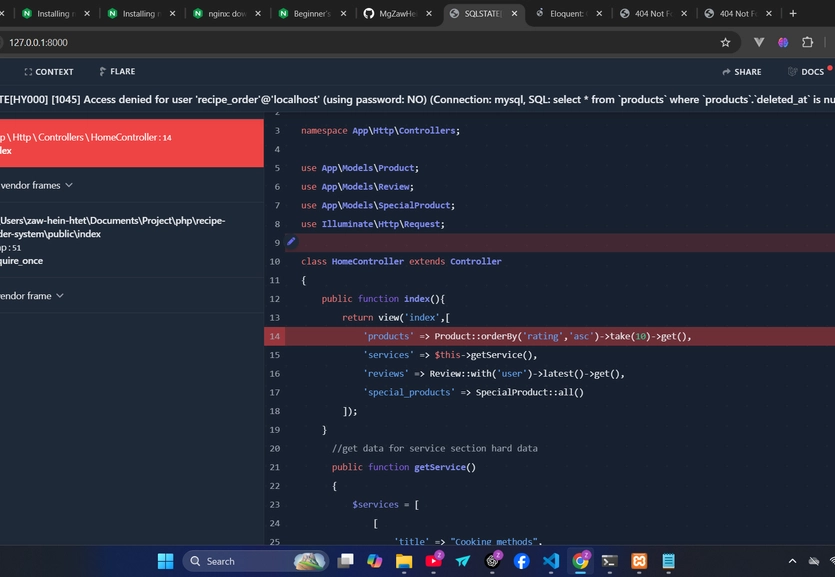 Installing n
Installing n
nginx: dow
Beginner's
MgZawHe
SQLSTATE[
Eloquent:
404 Not F
404 Not F
127.0.0.1:8000
CONTEXT
FLARE
SHARE
DOCS
TE[HY000] [1045] Access denied for user 'recipe_order'@'localhost' (using password: NO) (Connection: mysql, SQL: select * from `products` where `products`.`deleted_at` is nu
p \ Http \ Controllers \ HomeController : 14
dex
vendor frames
Users\zaw-hein-htet\Documents\Project\php\recipe-
der-system\public\index
hp : 51
quire_once
vendor frame
2
3 namespace App\Http\Controllers;
4
5 use App\Models\Product;
6 use App\Models\Review;
7 use App\Models\SpecialProduct;
8 use Illuminate\Http\Request;
9
10 class HomeController extends Controller
11 {
12 public function index(){
13 return view('index',[
14 'products' => Product::orderBy('rating','asc')->take(10)->get(),
15 'services' => $this->getService(),
16 'reviews' => Review::with('user')->latest()->get(),
17 'special_products' => SpecialProduct::all()
18 ]);
19 }
20 //get data for service section hard data
21 public function getService()
22 {
23 $services = [
24 [
25 'title' => "Cooking methods",
Search